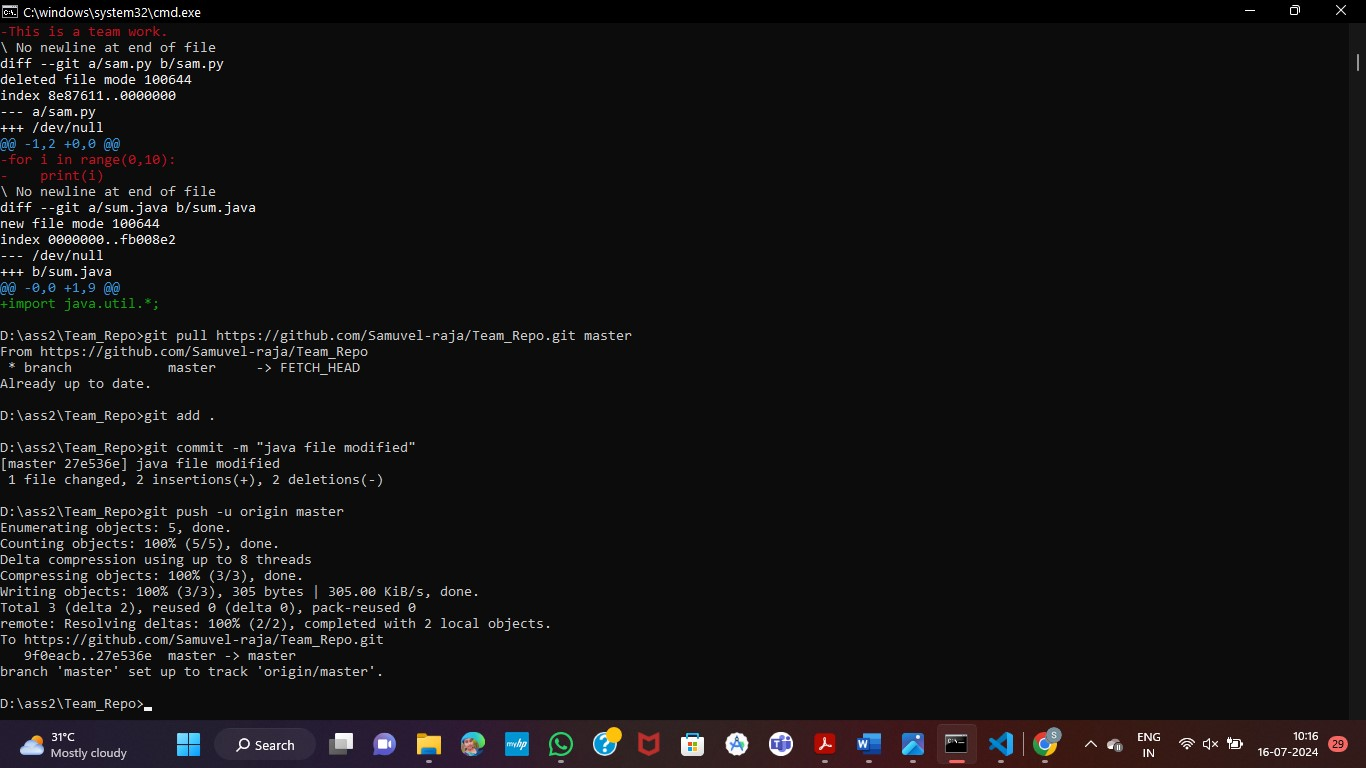 C:\windows\system32\cmd.exe
-This is a team work.
\ No newline at end of file
diff --git a/sam.py b/sam.py
deleted file mode 100644
index 8e87611..0000000
--- a/sam.py
+++ /dev/null
@@ -1,2 +0,0 @@
-for i in range(0,10):
-    print(i)
\ No newline at end of file
diff --git a/sum.java b/sum.java
new file mode 100644
index 0000000..fb008e2
--- /dev/null
+++ b/sum.java
@@ -0,0 +1,9 @@
+import java.util.*;
D:\ass2\Team_Repo>git pull https://github.com/Samuvel-raja/Team_Repo.git master
From https://github.com/Samuvel-raja/Team_Repo
 * branch            master     -> FETCH_HEAD
Already up to date.
D:\ass2\Team_Repo>git add .
D:\ass2\Team_Repo>git commit -m "java file modified"
[master 27e536e] java file modified
 1 file changed, 2 insertions(+), 2 deletions(-)
D:\ass2\Team_Repo>git push -u origin master
Enumerating objects: 5, done.
Counting objects: 100% (5/5), done.
Delta compression using up to 8 threads
Compressing objects: 100% (3/3), done.
Writing objects: 100% (3/3), 305 bytes | 305.00 KiB/s, done.
Total 3 (delta 2), reused 0 (delta 0), pack-reused 0
remote: Resolving deltas: 100% (2/2), completed with 2 local objects.
To https://github.com/Samuvel-raja/Team_Repo.git
   9f0eacb..27e536e  master -> master
branch 'master' set up to track 'origin/master'.
D:\ass2\Team_Repo>
31°C
Mostly cloudy
Search
myhp
S
ENG
IN
10:16
16-07-2024
29